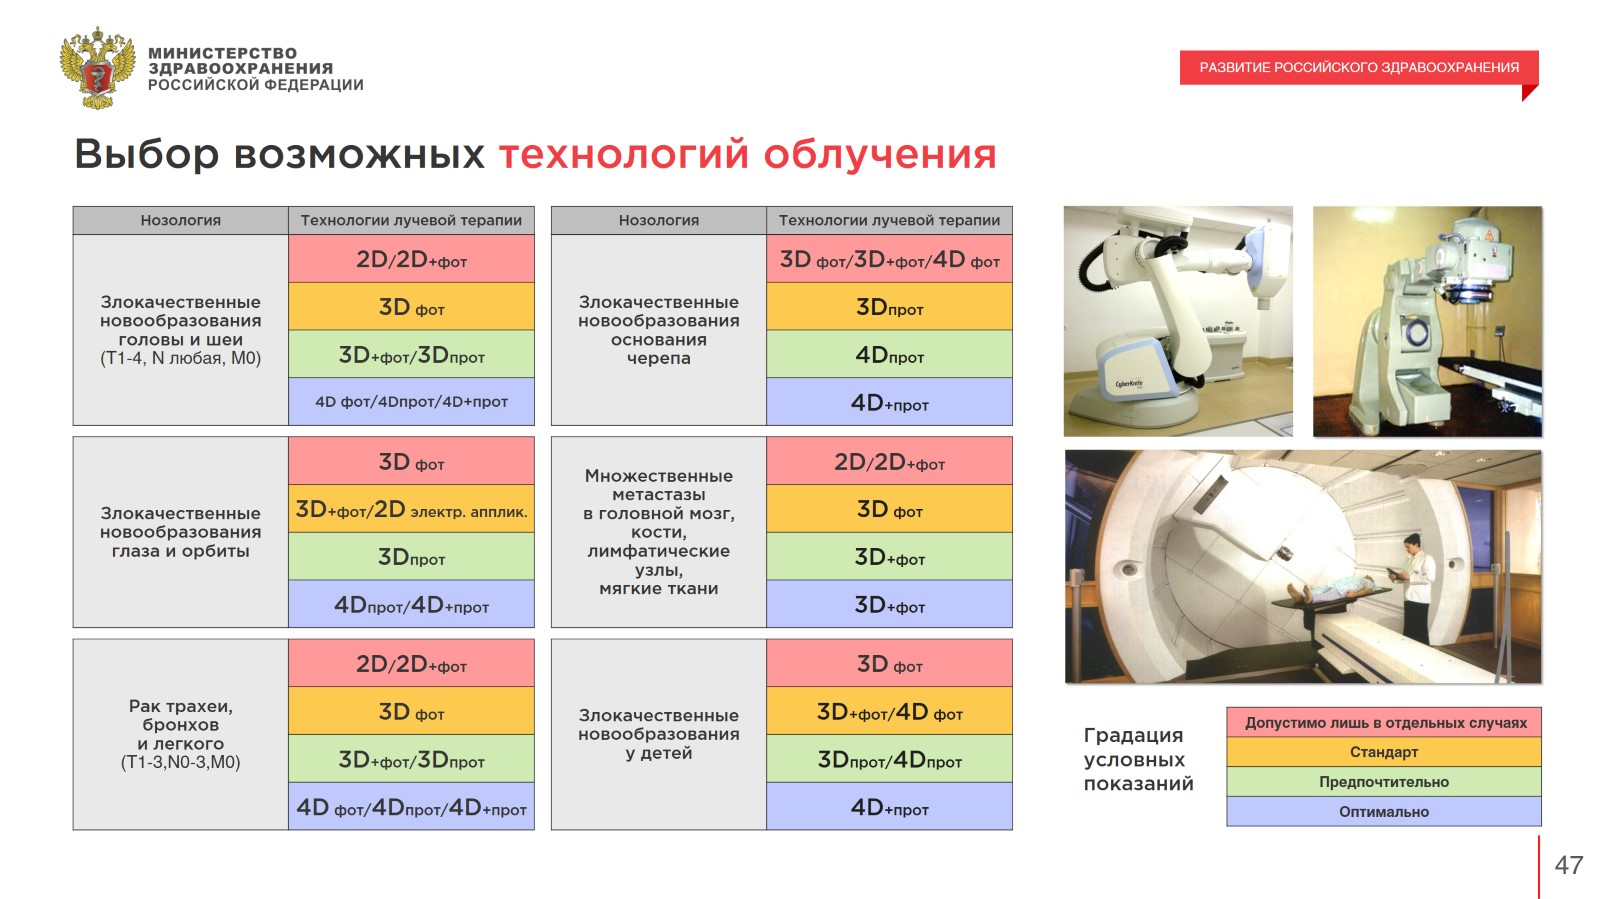 МИНИСТЕРСТВО
ЗДРАВООХРАНЕНИЯ
РОССИЙСКОЙ ФЕДЕРАЦИИ
РАЗВИТИЕ РОССИЙСКОГО ЗДРАВООХРАНЕНИЯ
Выбор возможных технологий облучения
Нозология
Технологии лучевой терапии
Злокачественные
новообразования
головы и шеи
(T1-4, N любая, M0)
2D/2D+фот
3D фот
3D+фот/3Dпрот
4D фот/4Dпрот/4D+прот
Злокачественные
новообразования
глаза и орбиты
3D фот
3D+фот/2D электр. апплик.
3Dпрот
4Dпрот/4D+прот
Рак трахеи,
бронхов
и легкого
(T1-3,N0-3,M0)
2D/2D+фот
3D фот
3D+фот/3Dпрот
4D фот/4Dпрот/4D+прот
Нозология
Технологии лучевой терапии
Злокачественные
новообразования
основания
черепа
3D фот/3D+фот/4D фот
3Dпрот
4Dпрот
4D+прот
Множественные
метастазы
в головной мозг,
кости,
лимфатические
узлы,
мягкие ткани
2D/2D+фот
3D фот
3D+фот
3D+фот
Злокачественные
новообразования
у детей
3D фот
3D+фот/4D фот
3Dпрот/4Dпрот
4D+прот
CyberKnife
Градация
условных
показаний
Допустимо лишь в отдельных случаях
Стандарт
Предпочтительно
Оптимально
47